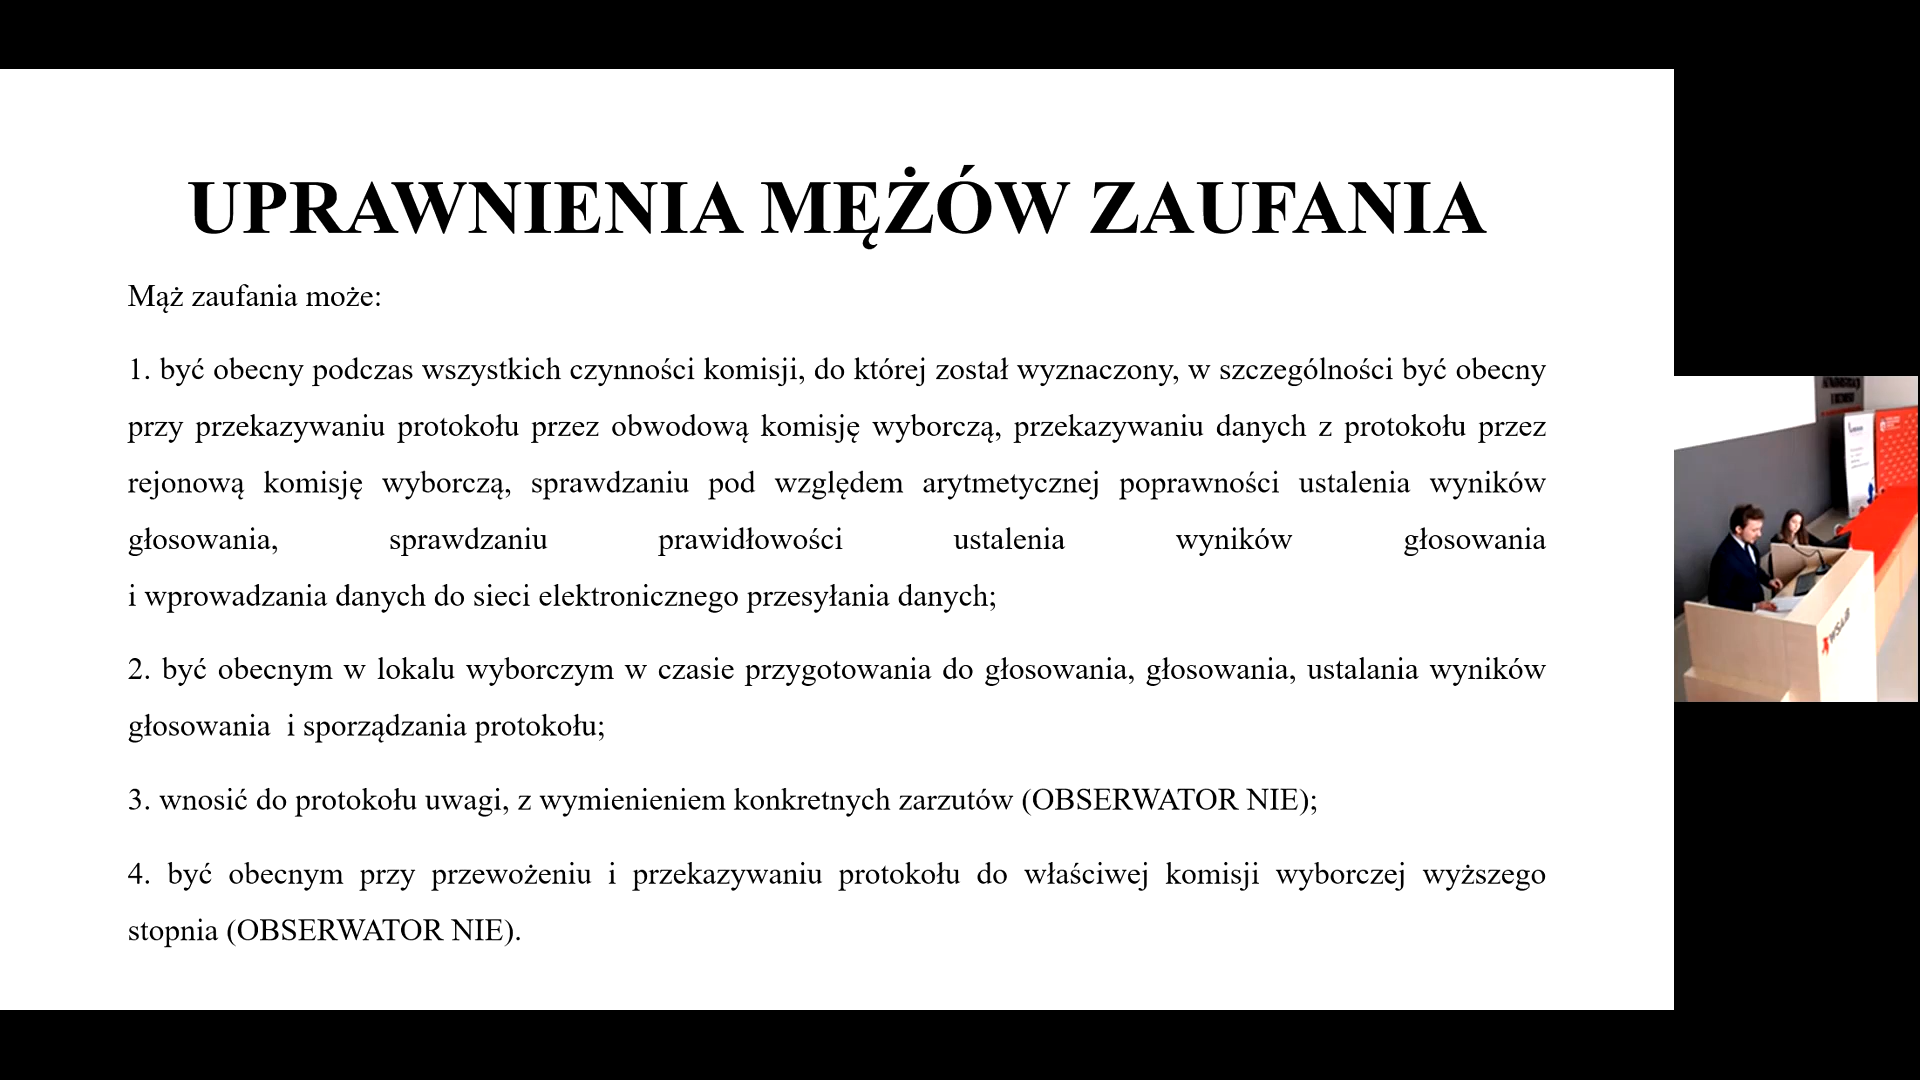 UPRAWNIENIA MĘŻÓW ZAUFANIA
Mąż zaufania może:
1. być obecny podczas wszystkich czynności komisji, do której został wyznaczony, w szczególności być obecny
przy przekazywaniu protokołu przez obwodową komisję wyborczą, przekazywaniu danych z protokołu przez
rejonową komisję wyborczą, sprawdzaniu pod względem arytmetycznej poprawności ustalenia wyników
głosowania, sprawdzaniu prawidłowości ustalenia wyników głosowania
i wprowadzania danych do sieci elektronicznego przesyłania danych;
2. być obecnym w lokalu wyborczym w czasie przygotowania do głosowania, głosowania, ustalania wyników
głosowania i sporządzania protokołu;
3. wnosić do protokołu uwagi, z wymienieniem konkretnych zarzutów (OBSERWATOR NIE);
4. być obecnym przy przewożeniu i przekazywaniu protokołu do właściwej komisji wyborczej wyższego
stopnia (OBSERWATOR NIE).
WSAiB